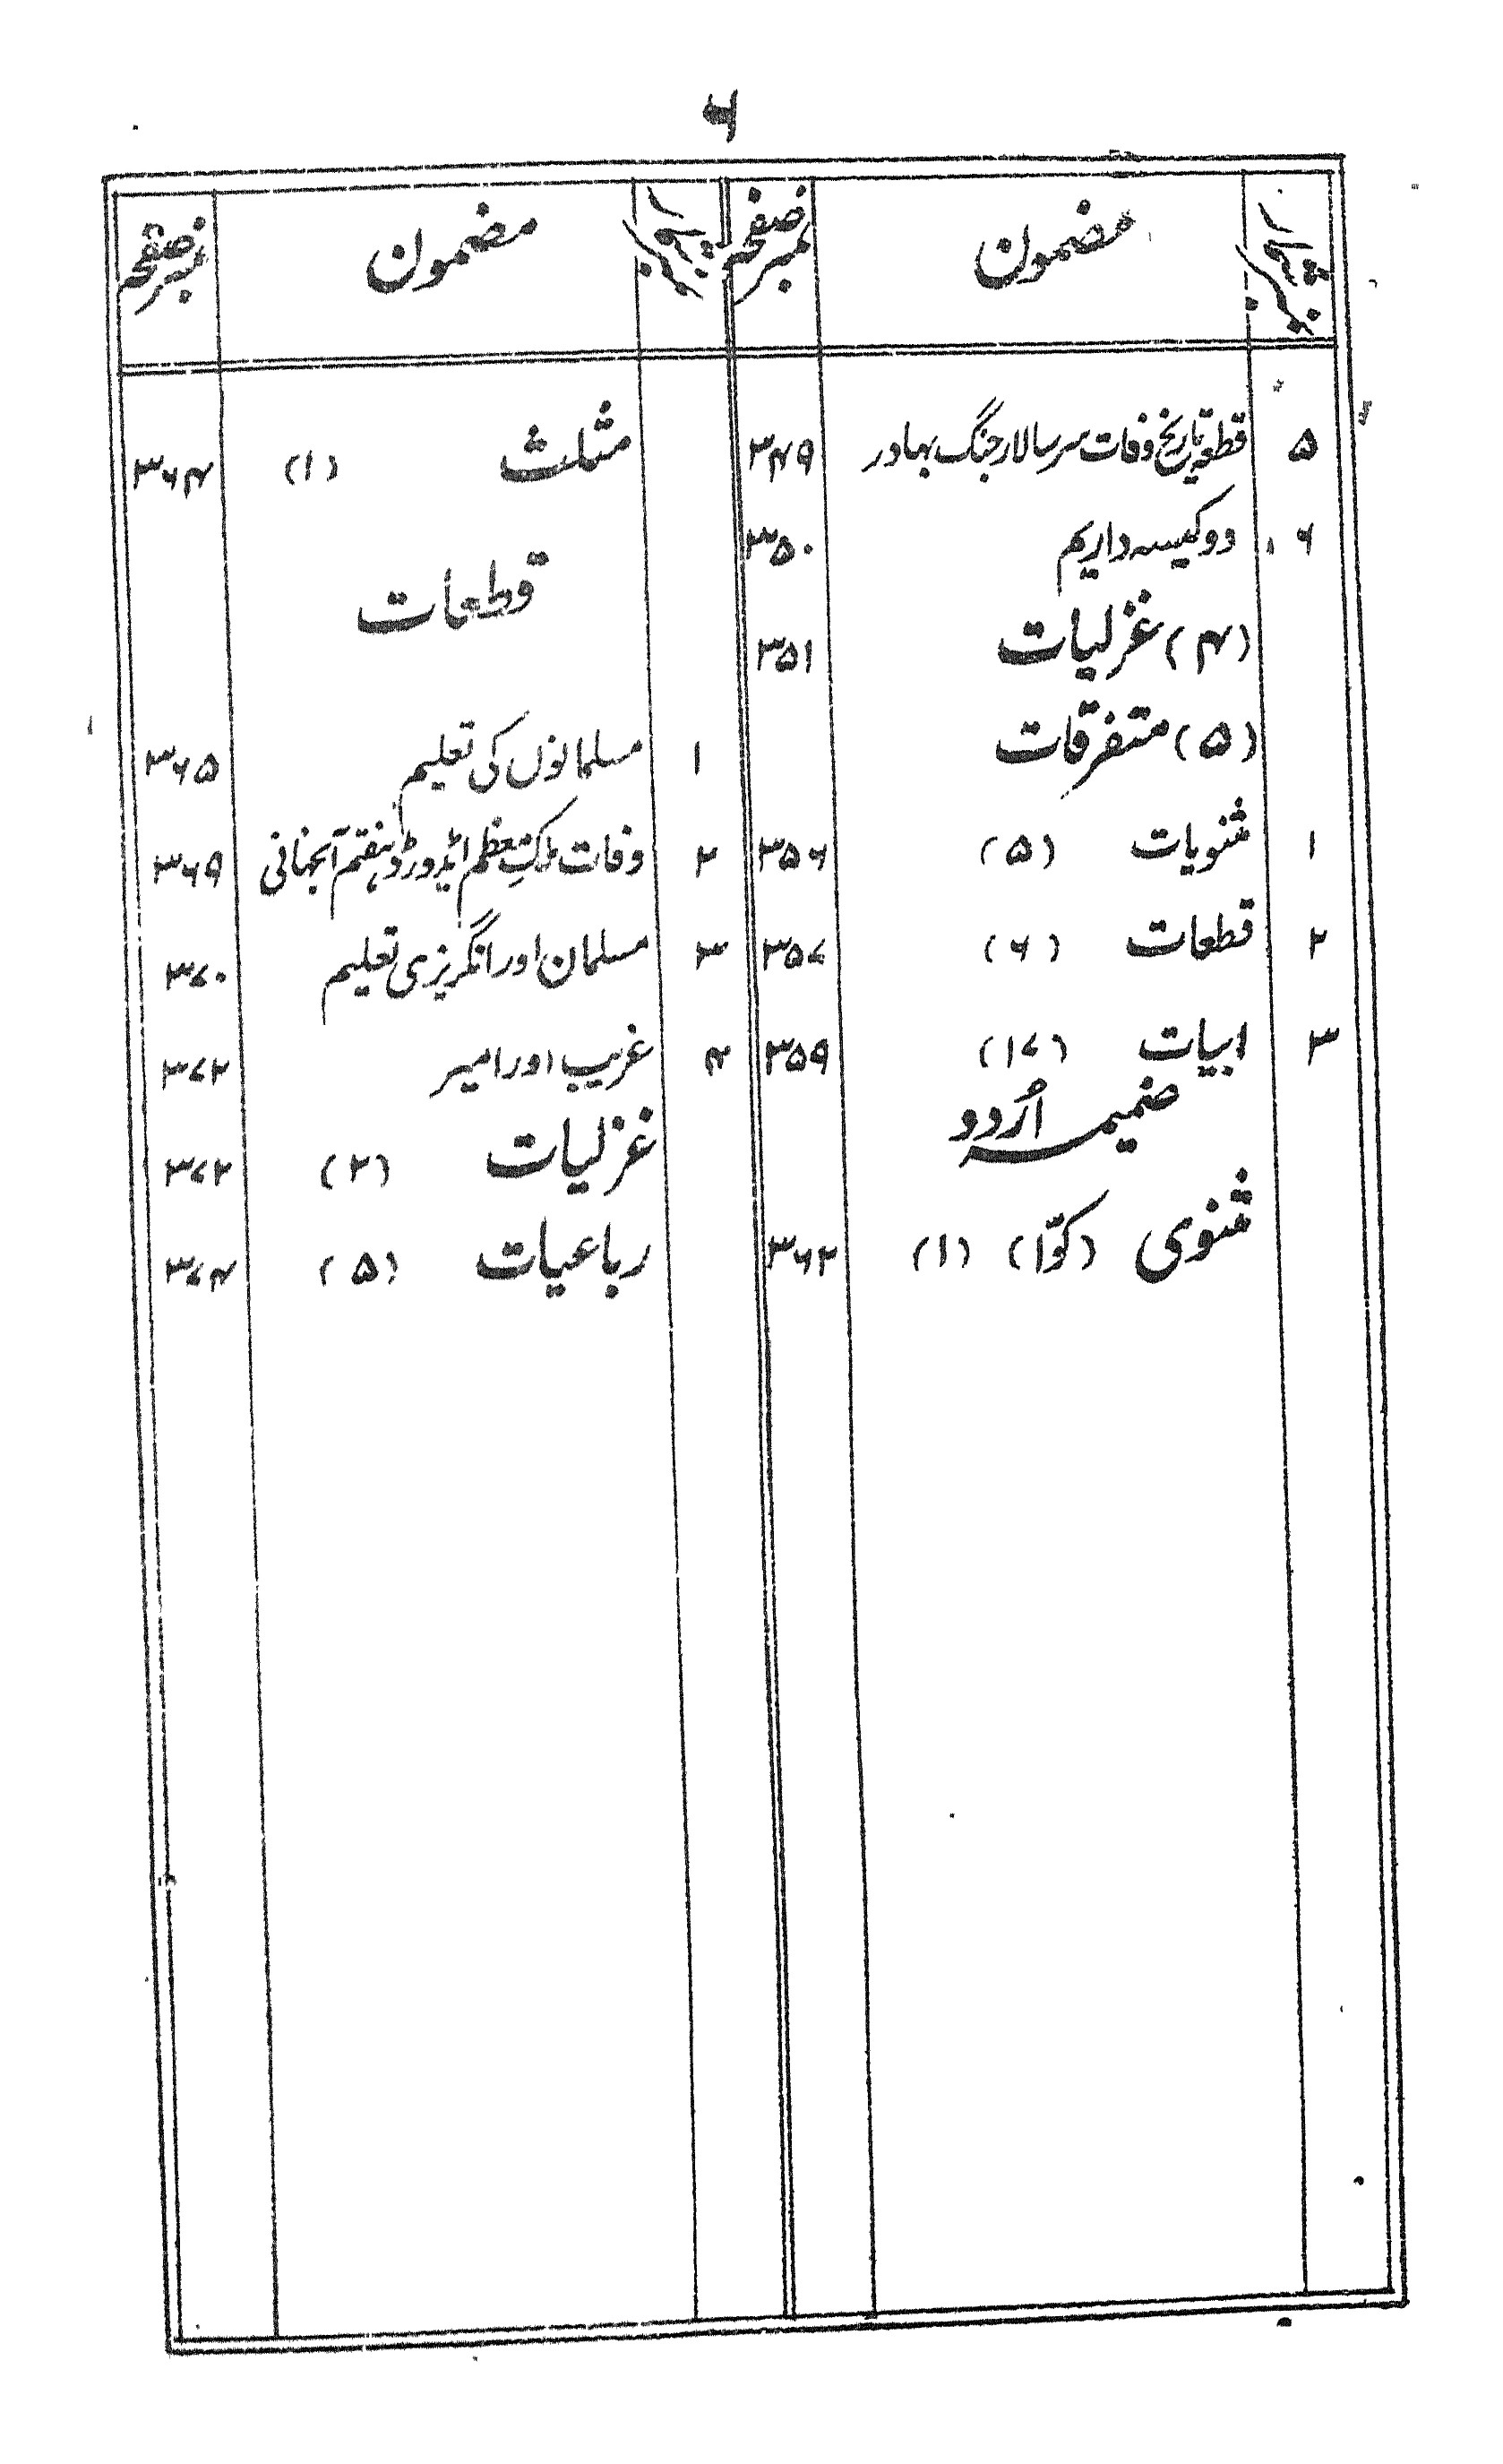 ۶
نمبر شمار مضمون نمبر صفحہ
۵ قطعہ تاریخ وفات سر سالار جنگ بہادر ۳۴۹
۶ دو کیسہ داریم ۳۵۰
(۴) غزلیات ۳۵۱
(۵) متفرقات
۱ مثنویات (۵) ۳۵۶
۲ قطعات (۶) ۳۵۷
۳ ابیات (۱۷) ۳۵۹
ضمیمہ اُردو
مثنوی (کوّا) (۱) ۳۶۲
نمبر شمار مضمون نمبر صفحہ
مثلث (۱) ۳۶۴
قطعات
۱ مسلمانوں کی تعلیم ۳۶۵
۲ وفات ملک معظم ایڈورڈ ہفتم آنجہانی ۳۶۹
۳ مسلمان اور انگریزی تعلیم ۳۷۰
۴ غریب اور امیر ۳۷۲
غزلیات (۲) ۳۷۲
رباعیات (۵) ۳۷۴